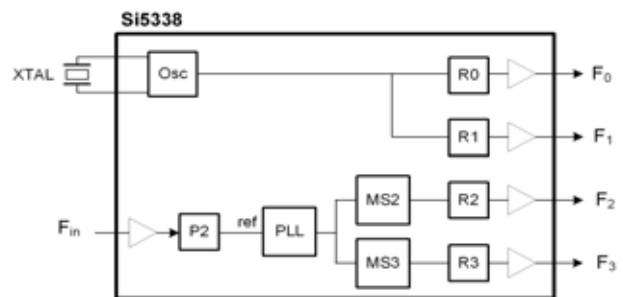 Si5338
XTAL
Osc
R0
F0
R1
F1
MS2
R2
F2
Fin
P2
ref
PLL
MS3
R3
F3